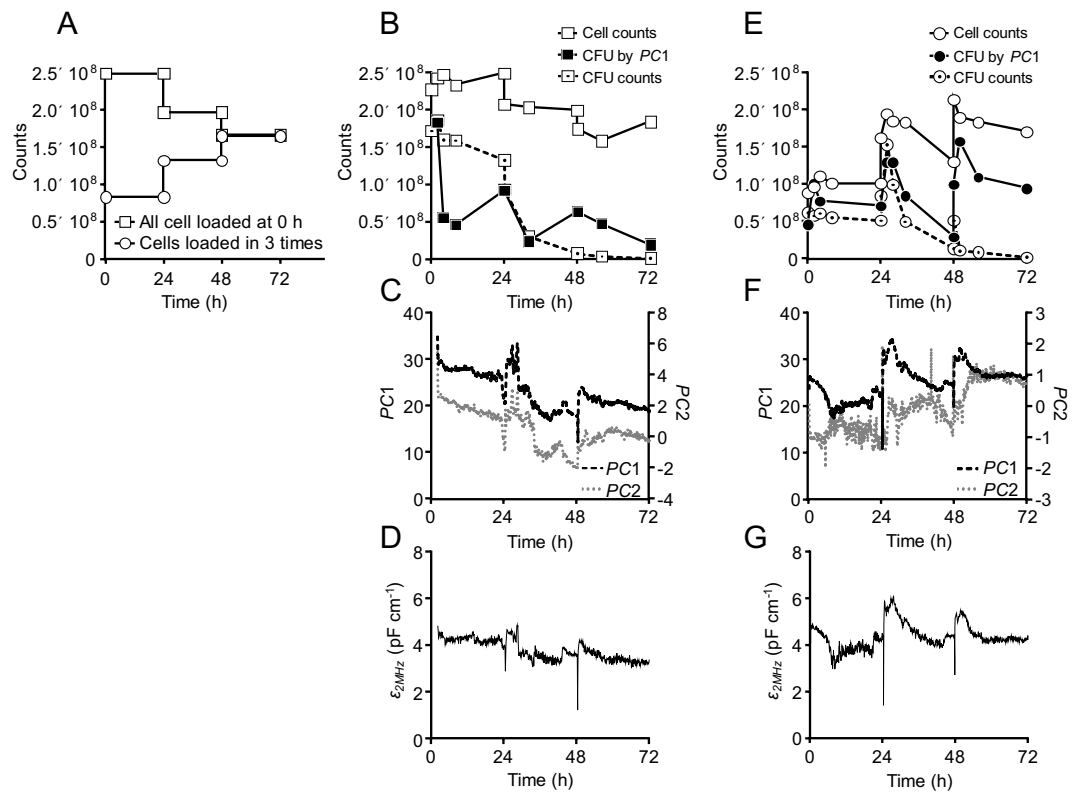 A
2.5´ 10⁸
2.0´ 10⁸
1.5´ 10⁸
1.0´ 10⁸
0.5´ 10⁸
0
Counts
0 24 48 72
Time (h)
All cell loaded at 0 h
Cells loaded in 3 times
B
Cell counts
CFU by PC1
CFU counts
2.5´ 10⁸
2.0´ 10⁸
1.5´ 10⁸
1.0´ 10⁸
0.5´ 10⁸
0
Counts
0 24 48 72
Time (h)
E
Cell counts
CFU by PC1
CFU counts
2.5´ 10⁸
2.0´ 10⁸
1.5´ 10⁸
1.0´ 10⁸
0.5´ 10⁸
0
Counts
0 24 48 72
Time (h)
C
40
30
20
10
0
PC1
8
6
4
2
0
-2
-4
PC2
PC1
PC2
0 24 48 72
Time (h)
F
40
30
20
10
0
PC1
3
2
1
0
-1
-2
-3
PC2
PC1
PC2
0 24 48 72
Time (h)
D
8
6
4
2
0
ε2MHz (pF cm⁻¹)
0 24 48 72
Time (h)
G
8
6
4
2
0
ε2MHz (pF cm⁻¹)
0 24 48 72
Time (h)